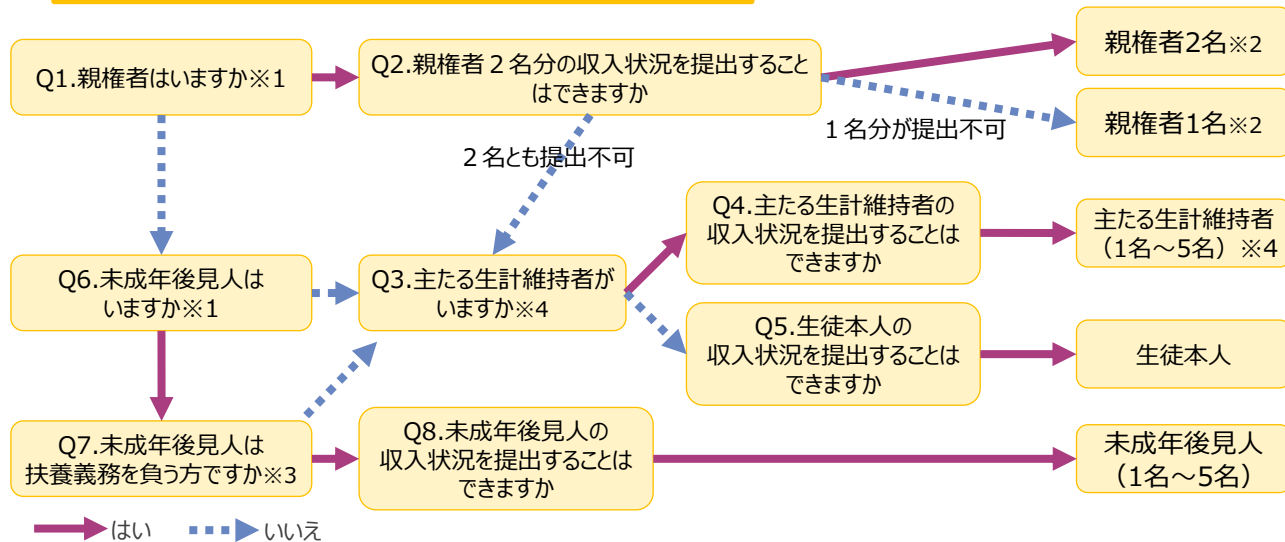 Q1.親権者はいますか※1
Q2.親権者２名分の収入状況を提出すること
はできますか
親権者2名※2
１名分が提出不可
親権者1名※2
２名とも提出不可
Q4.主たる生計維持者の
収入状況を提出することは
できますか
主たる生計維持者
（1名～5名）※4
Q6.未成年後見人は
いますか※1
Q3.主たる生計維持者が
いますか※4
Q5.生徒本人の
収入状況を提出することは
できますか
生徒本人
Q7.未成年後見人は
扶養義務を負う方ですか※3
Q8.未成年後見人の
収入状況を提出することは
できますか
未成年後見人
（1名～5名）
はい
いいえ